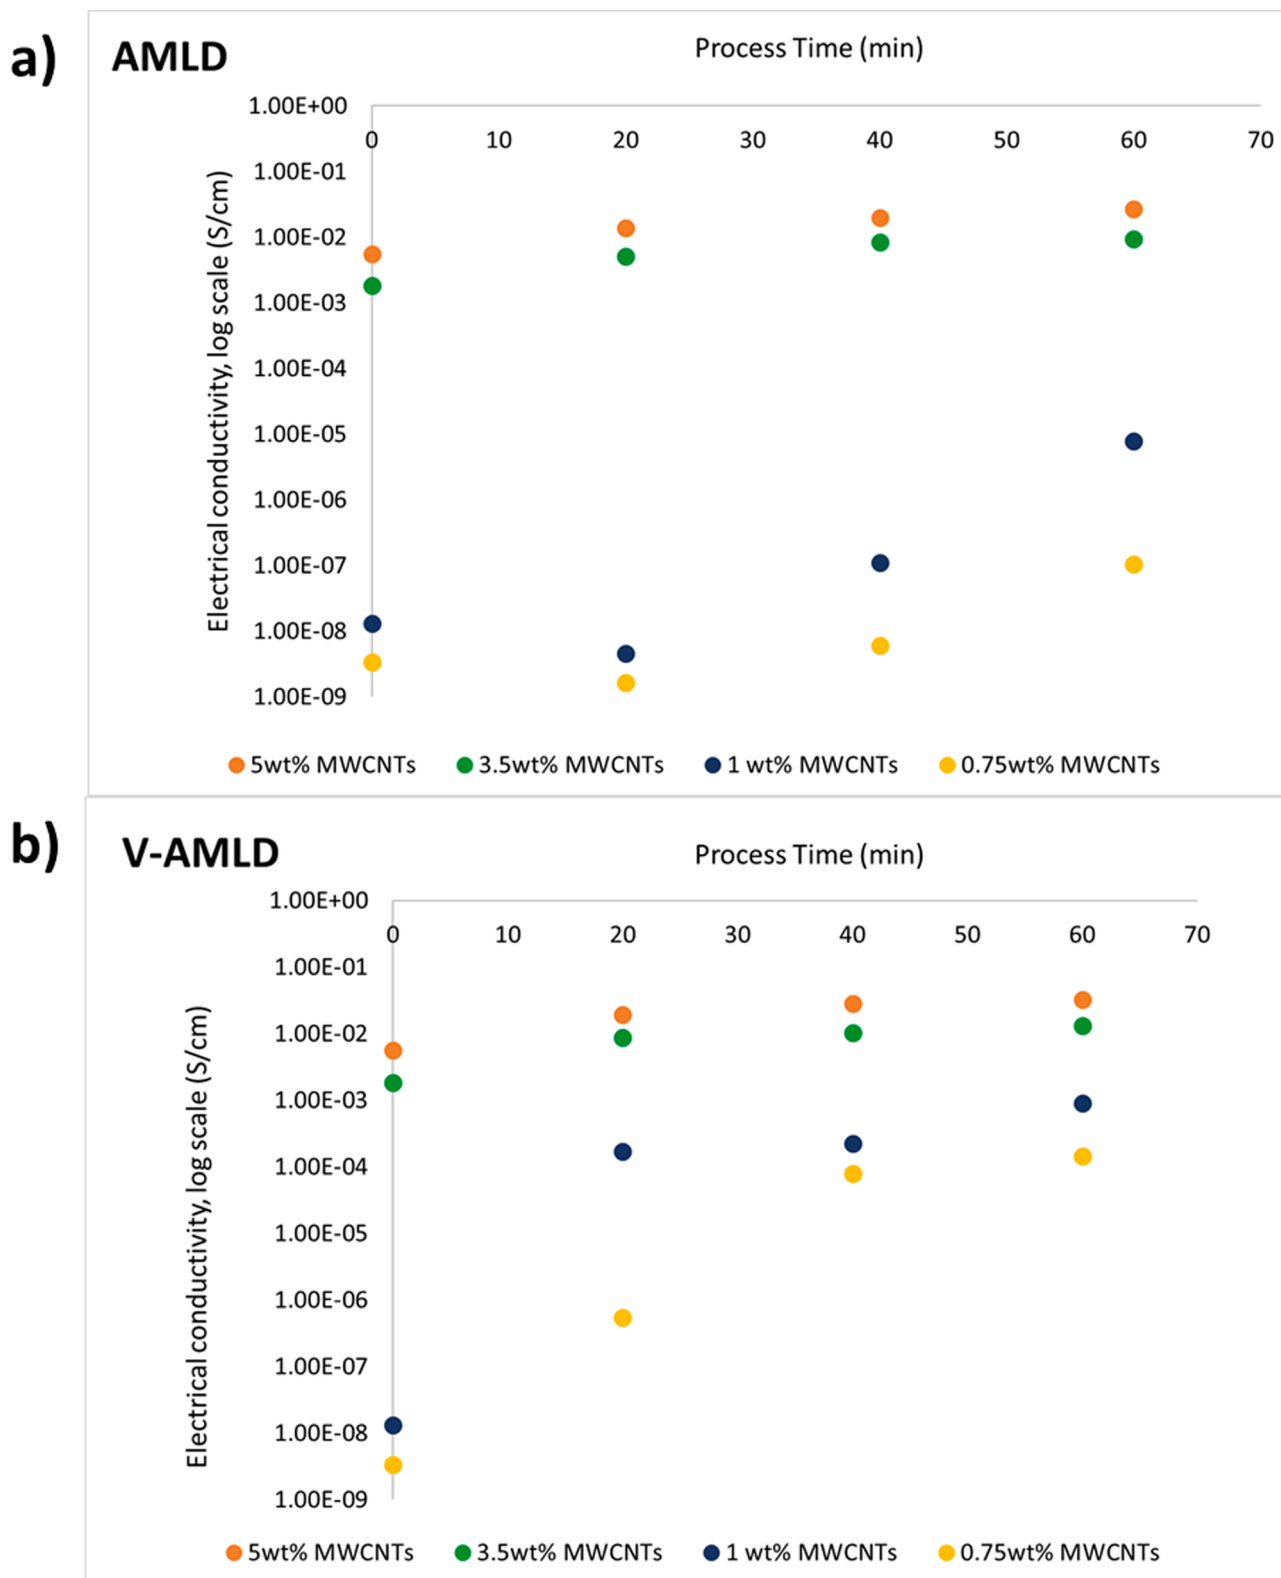 a)
AMLD
Process Time (min)
1.00E+00
0 10 20 30 40 50 60 70
1.00E-01
1.00E-02
1.00E-03
1.00E-04
1.00E-05
1.00E-06
1.00E-07
1.00E-08
1.00E-09
Electrical conductivity, log scale (S/cm)
5wt% MWCNTs 3.5wt% MWCNTs 1 wt% MWCNTs 0.75wt% MWCNTs
b)
V-AMLD
Process Time (min)
1.00E+00
0 10 20 30 40 50 60 70
1.00E-01
1.00E-02
1.00E-03
1.00E-04
1.00E-05
1.00E-06
1.00E-07
1.00E-08
1.00E-09
Electrical conductivity, log scale (S/cm)
5wt% MWCNTs 3.5wt% MWCNTs 1 wt% MWCNTs 0.75wt% MWCNTs